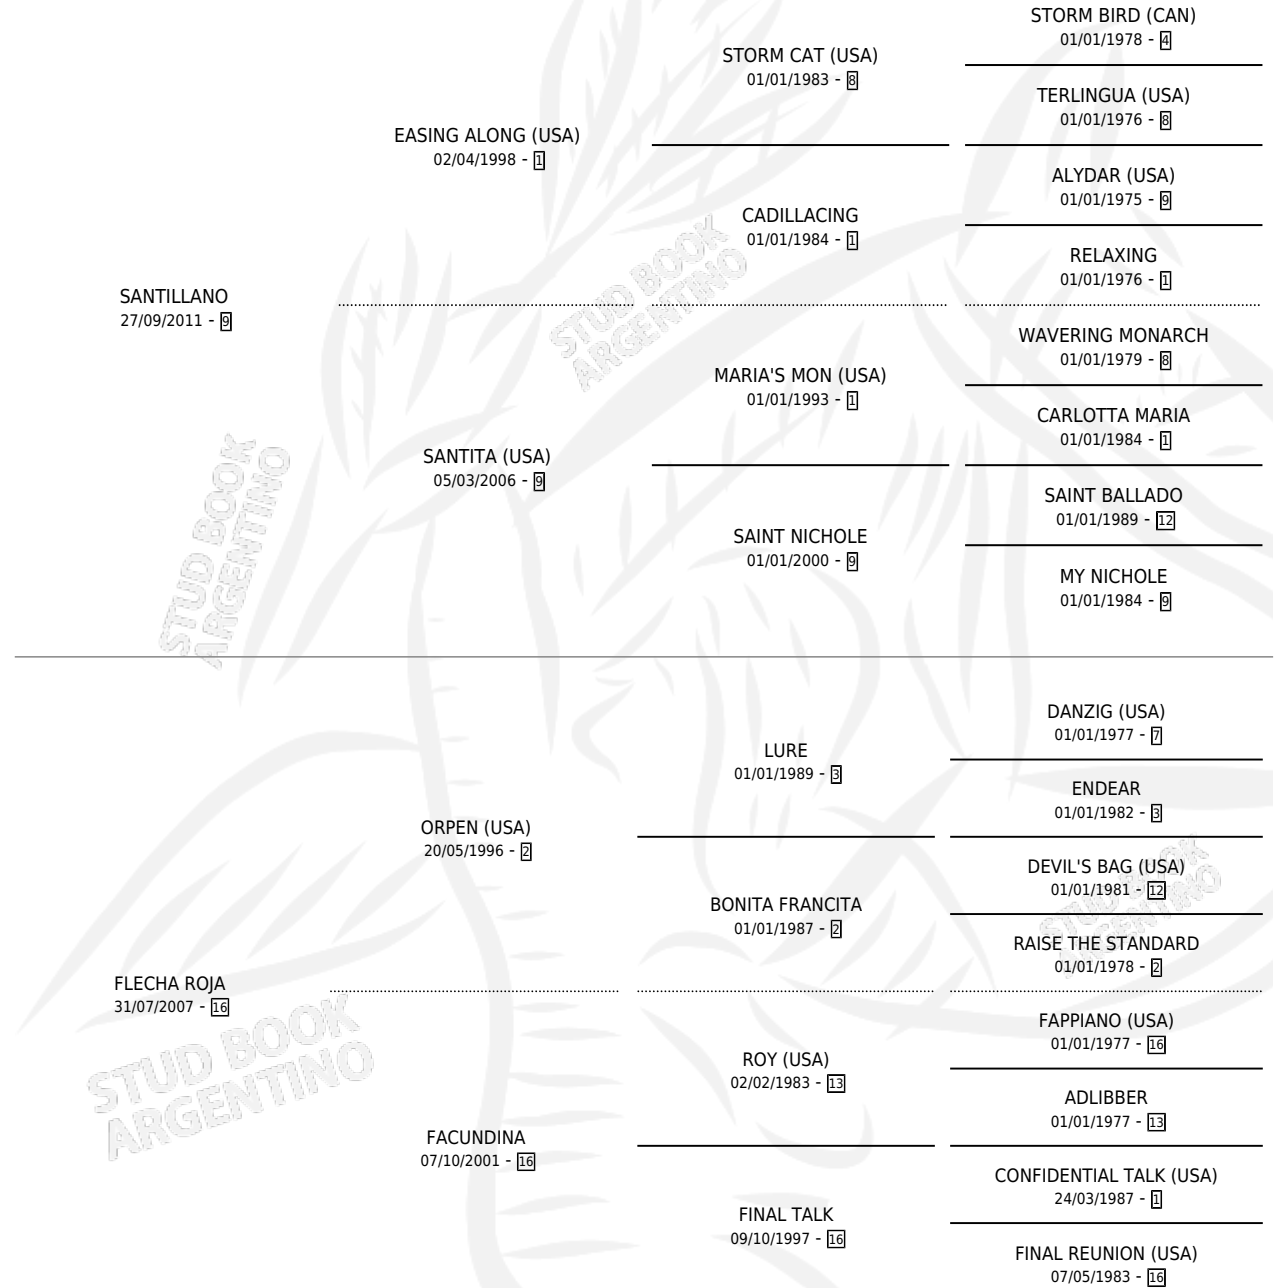 STORM BIRD (CAN)
01/01/1978 - 4
STORM CAT (USA)
01/01/1983 - 8
TERLINGUA (USA)
01/01/1976 - 8
EASING ALONG (USA)
02/04/1998 - 1
ALYDAR (USA)
01/01/1975 - 9
CADILLACING
01/01/1984 - 1
RELAXING
01/01/1976 - 1
SANTILLANO
27/09/2011 - 9
WAVERING MONARCH
01/01/1979 - 8
MARIA'S MON (USA)
01/01/1993 - 1
CARLOTTA MARIA
01/01/1984 - 1
SANTITA (USA)
05/03/2006 - 9
SAINT BALLADO
01/01/1989 - 12
SAINT NICHOLE
01/01/2000 - 9
MY NICHOLE
01/01/1984 - 9
DANZIG (USA)
01/01/1977 - 7
LURE
01/01/1989 - 3
ENDEAR
01/01/1982 - 3
ORPEN (USA)
20/05/1996 - 2
DEVIL'S BAG (USA)
01/01/1981 - 12
BONITA FRANCITA
01/01/1987 - 2
RAISE THE STANDARD
01/01/1978 - 2
FLECHA ROJA
31/07/2007 - 16
FAPPIANO (USA)
01/01/1977 - 16
ROY (USA)
02/02/1983 - 13
ADLIBBER
01/01/1977 - 13
FACUNDINA
07/10/2001 - 16
CONFIDENTIAL TALK (USA)
24/03/1987 - 1
FINAL TALK
09/10/1997 - 16
FINAL REUNION (USA)
07/05/1983 - 16
STUD BOOK
ARGENTINO
STUD BOOK
ARGENTINO
STUD BOOK
ARGENTINO
STUD BOOK
ARGENTINO